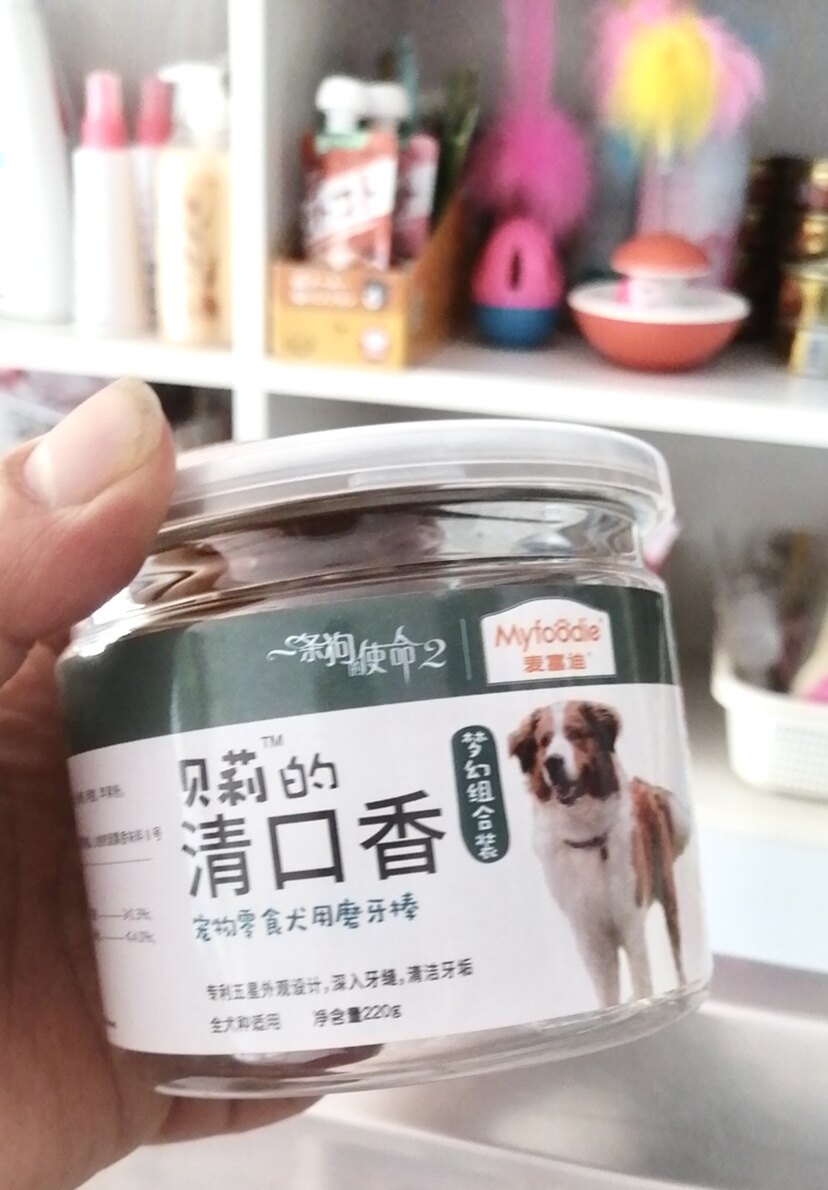 一条狗的使命2
Myfoodie®
麦富迪®
贝莉™的
清口香
梦幻组合装
宠物零食犬用磨牙棒
专利五星外观设计,深入牙缝,清洁牙垢
全犬种适用 净含量220g